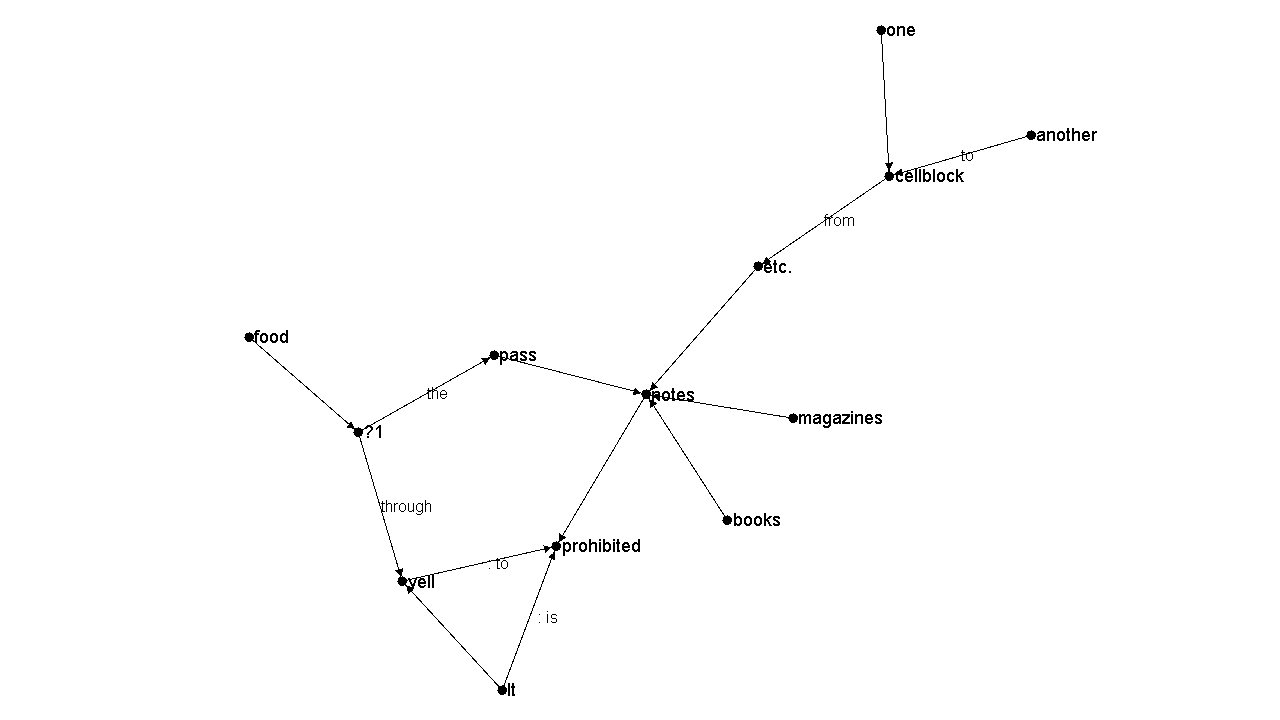 one
another
to
cellblock
from
etc.
food
pass
the
notes
magazines
?1
through
books
prohibited
: to
yell
: is
It